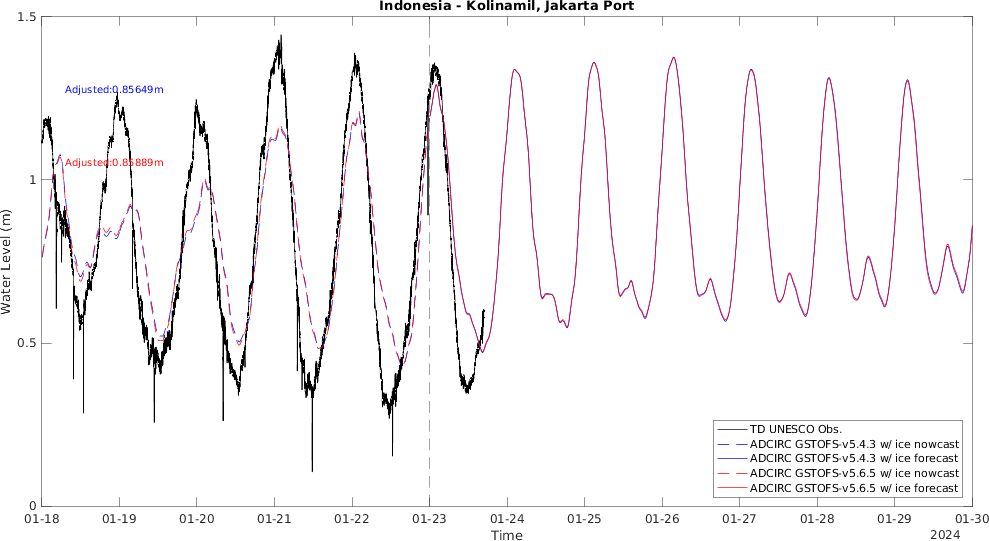 Indonesia - Kolinamil, Jakarta Port
1.5
Adjusted:0.85649m
Adjusted:0.85889m
1
0.5
0
Water Level (m)
TD UNESCO Obs.
ADCIRC GSTOFS-v5.4.3 w/ ice nowcast
ADCIRC GSTOFS-v5.4.3 w/ ice forecast
ADCIRC GSTOFS-v5.6.5 w/ ice nowcast
ADCIRC GSTOFS-v5.6.5 w/ ice forecast
01-18 01-19 01-20 01-21 01-22 01-23 01-24 01-25 01-26 01-27 01-28 01-29 01-30
Time
2024